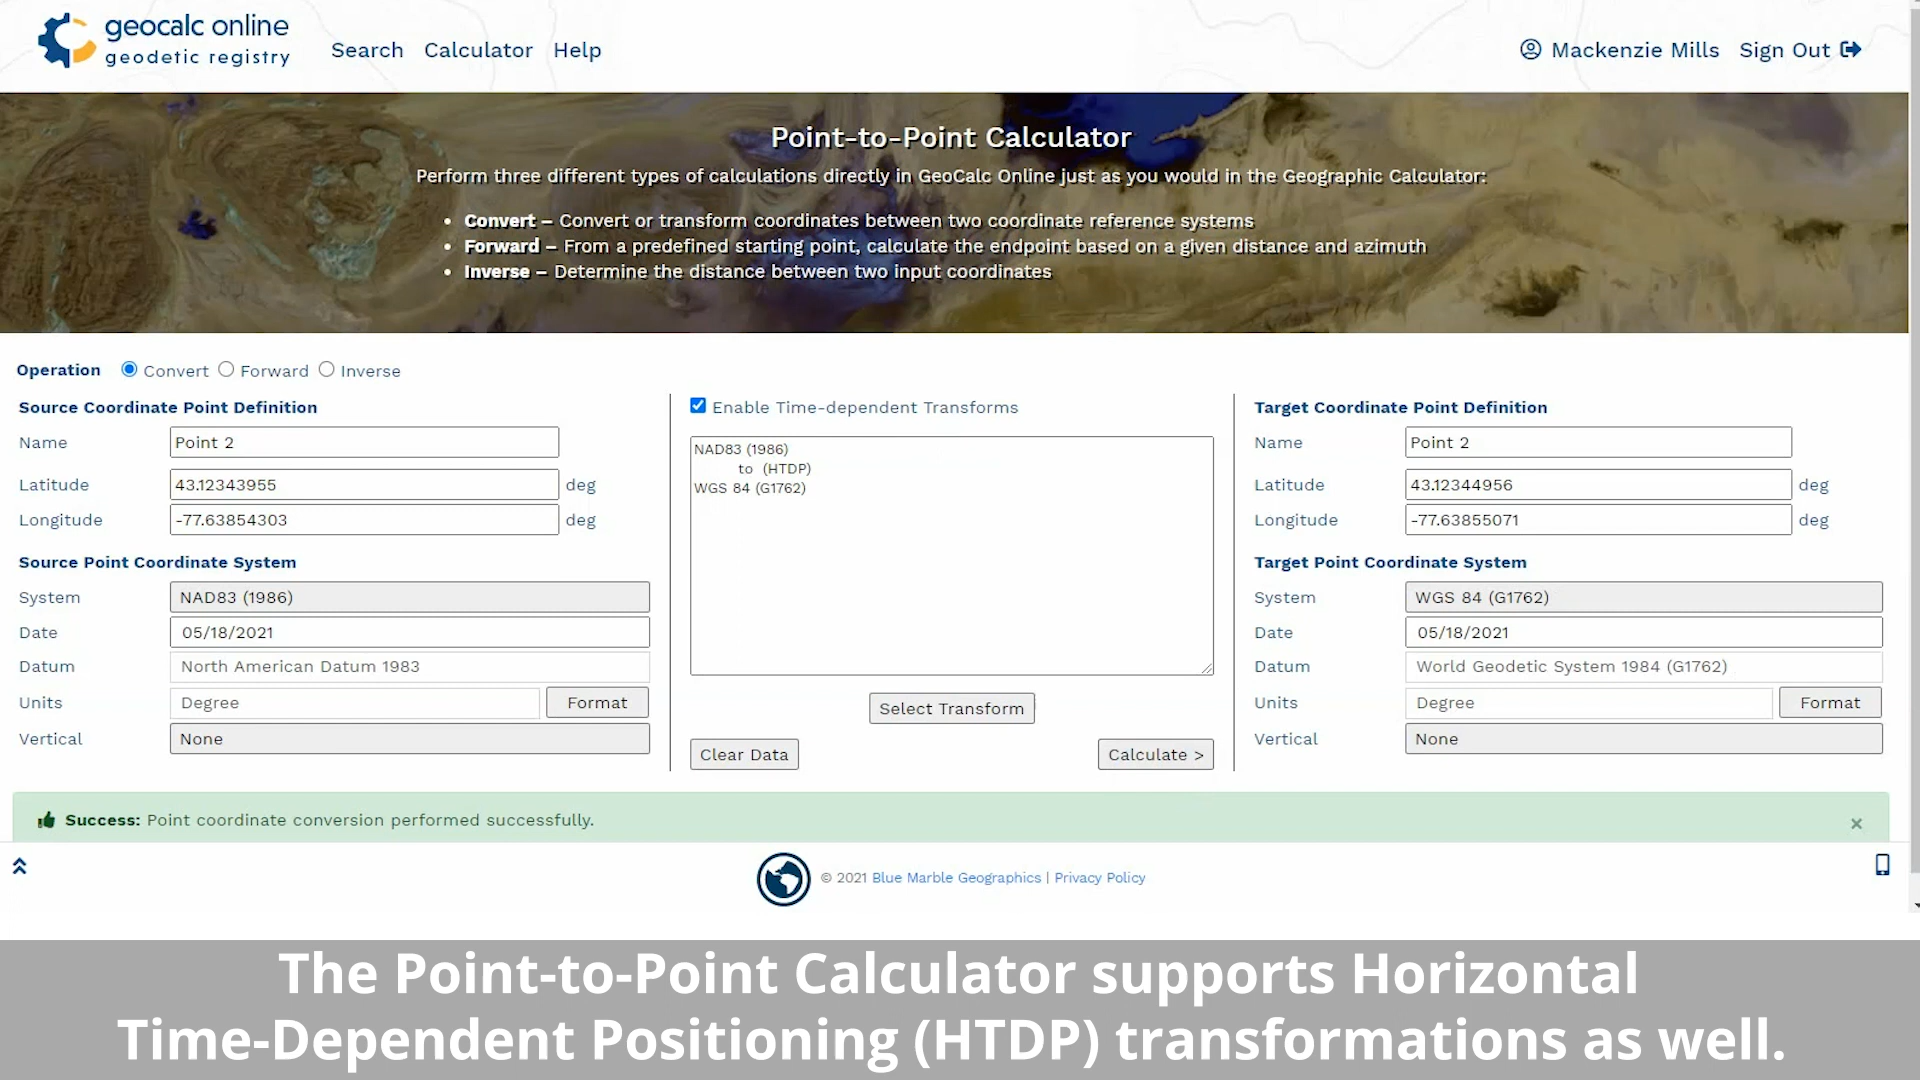 geocalc online
geodetic registry
Search Calculator Help
Mackenzie Mills Sign Out
Point-to-Point Calculator
Perform three different types of calculations directly in GeoCalc Online just as you would in the Geographic Calculator:
• Convert – Convert or transform coordinates between two coordinate reference systems
• Forward – From a predefined starting point, calculate the endpoint based on a given distance and azimuth
• Inverse – Determine the distance between two input coordinates
Operation Convert Forward Inverse
Source Coordinate Point Definition
Name Point 2
Latitude 43.12343955 deg
Longitude -77.63854303 deg
Source Point Coordinate System
System NAD83 (1986)
Date 05/18/2021
Datum North American Datum 1983
Units Degree Format
Vertical None
Enable Time-dependent Transforms
NAD83 (1986)
to (HTDP)
WGS 84 (G1762)
Select Transform
Clear Data Calculate >
Target Coordinate Point Definition
Name Point 2
Latitude 43.12344956 deg
Longitude -77.63855071 deg
Target Point Coordinate System
System WGS 84 (G1762)
Date 05/18/2021
Datum World Geodetic System 1984 (G1762)
Units Degree Format
Vertical None
Success: Point coordinate conversion performed successfully. ×
© 2021 Blue Marble Geographics | Privacy Policy
The Point-to-Point Calculator supports Horizontal
Time-Dependent Positioning (HTDP) transformations as well.